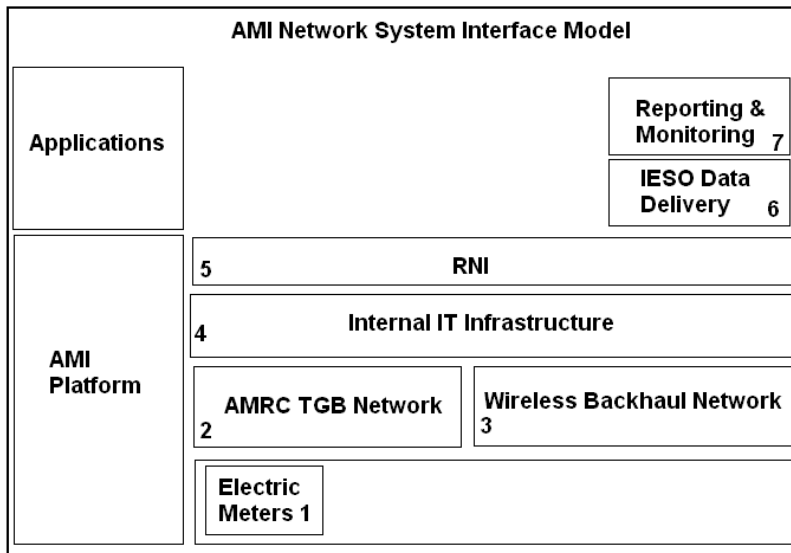 AMI Network System Interface Model
Applications
Reporting &
Monitoring 7
IESO Data
Delivery 6
5 RNI
Internal IT Infrastructure
4
AMI
Platform
AMRC TGB Network
2
Wireless Backhaul Network
3
Electric
Meters 1